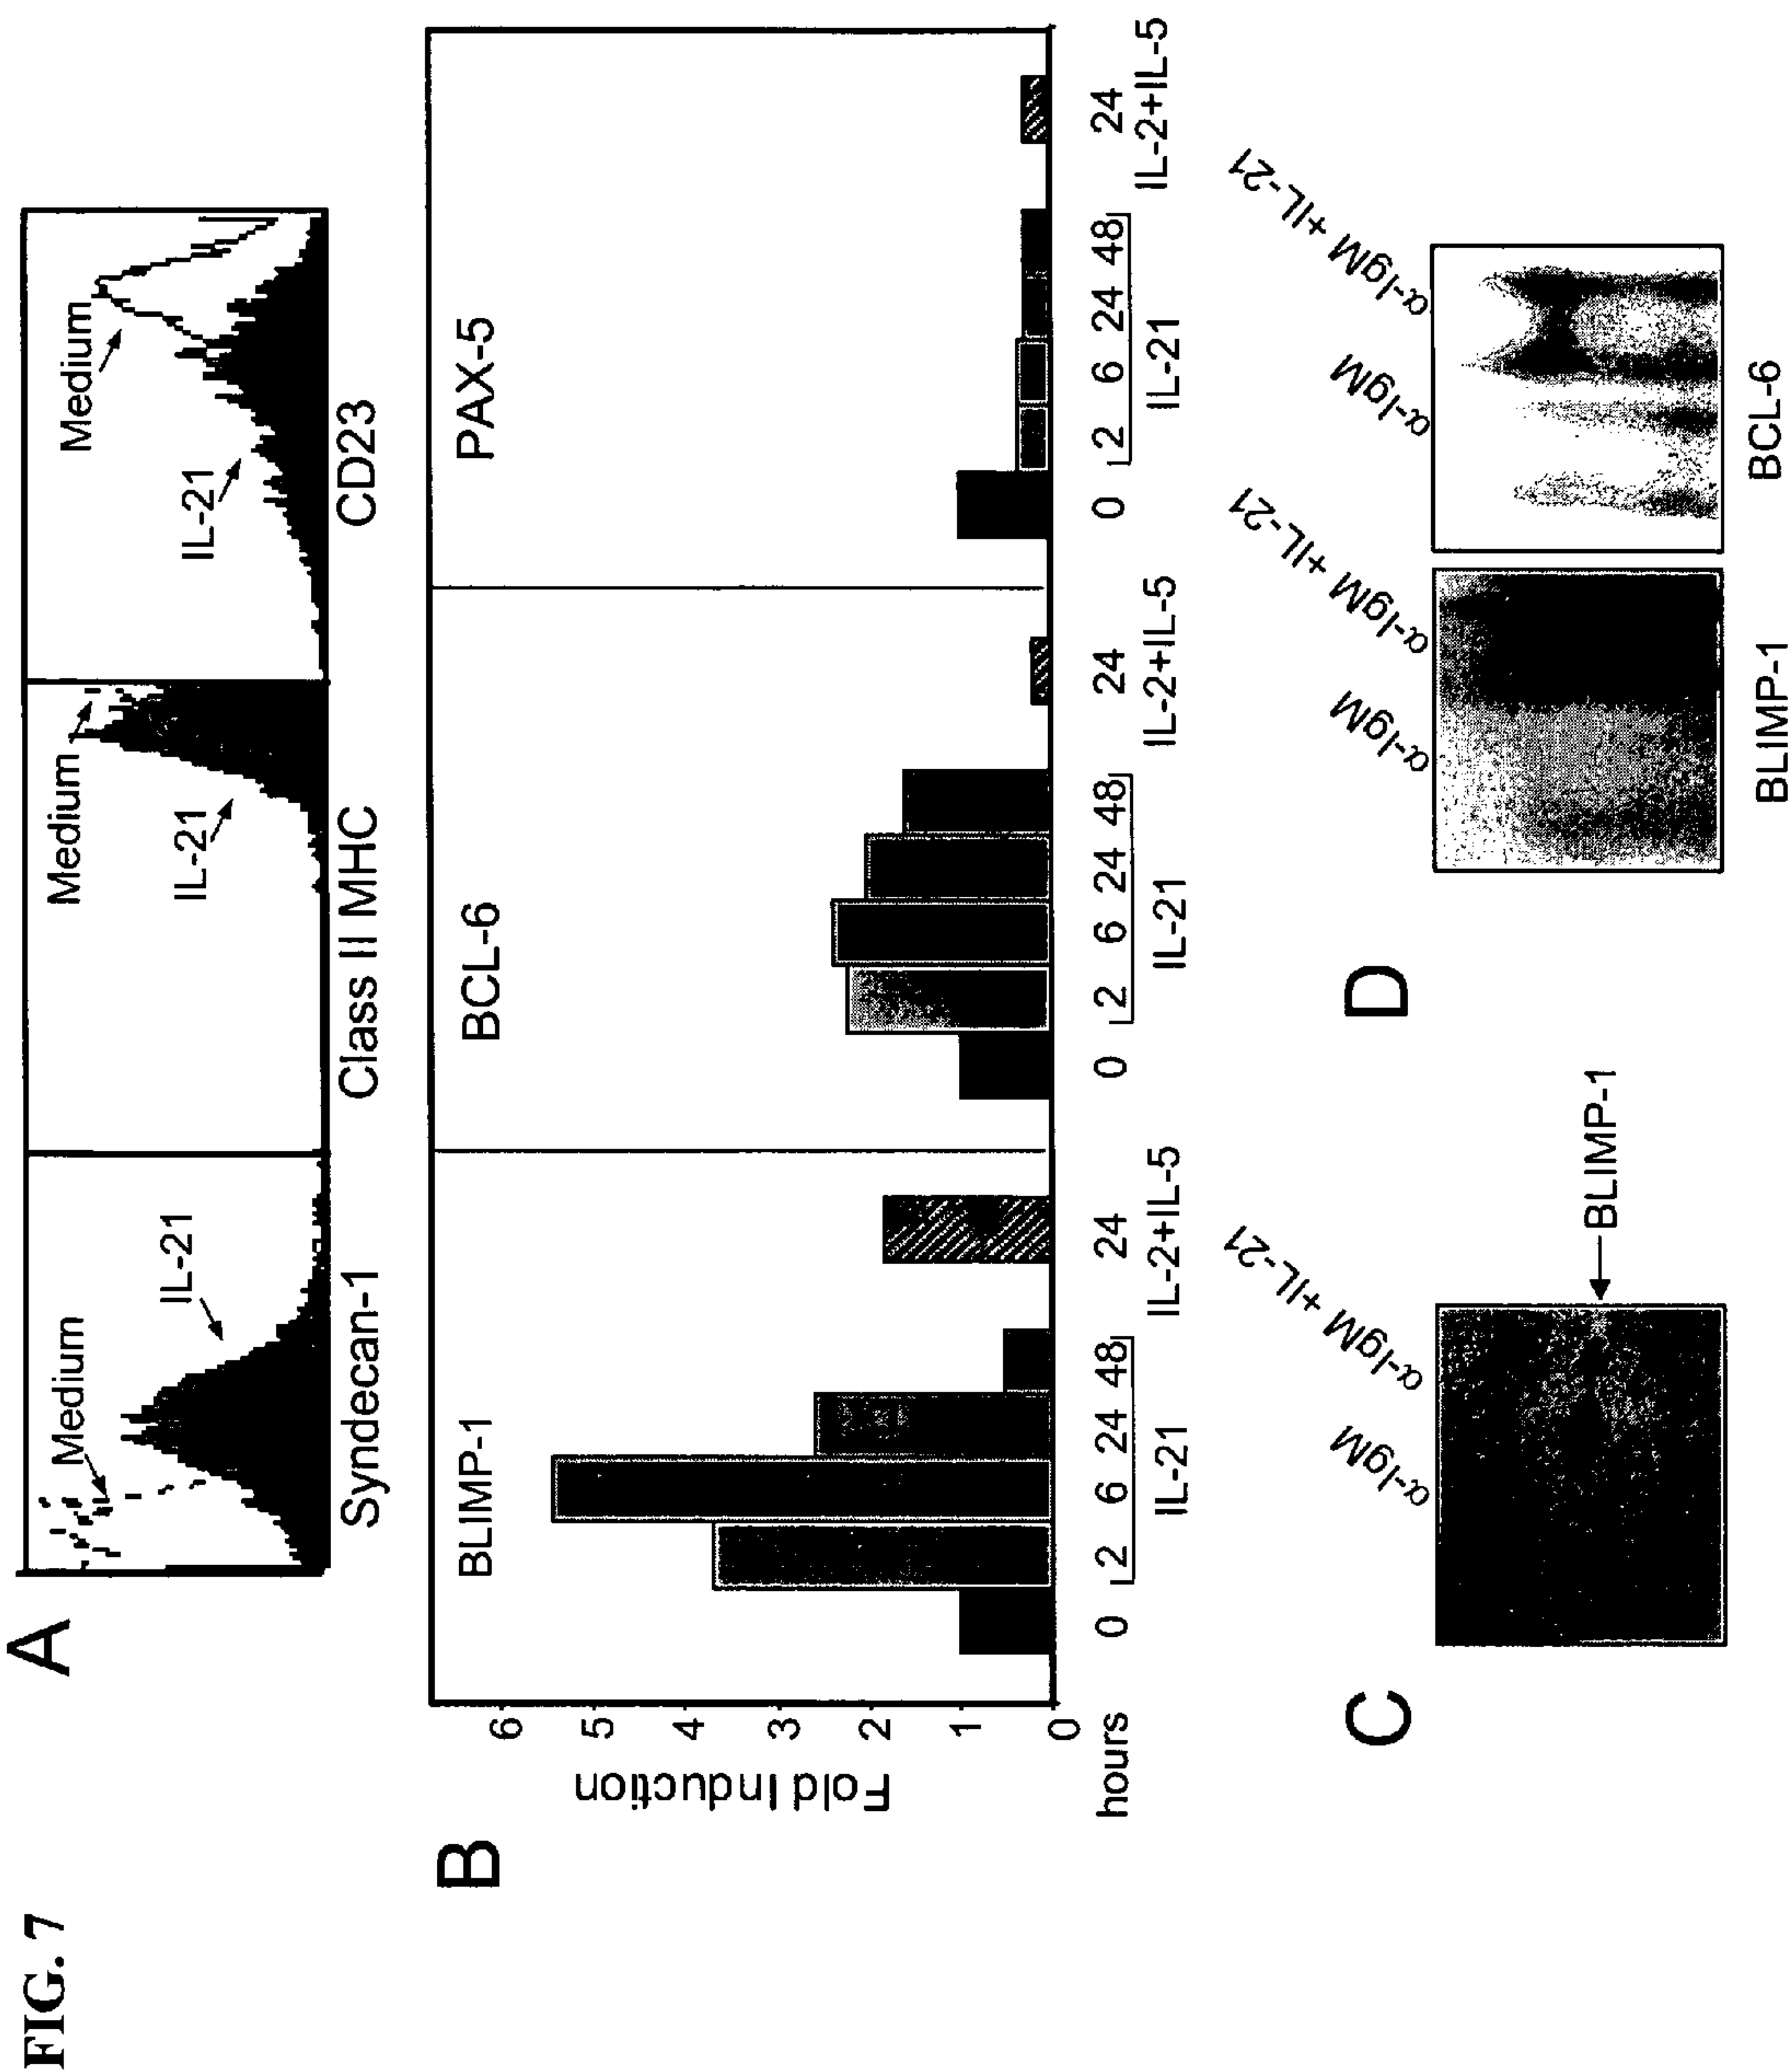 FIG. 7
A
Medium
IL-21
Syndecan-1
Medium
IL-21
Class II MHC
Medium
IL-21
CD23
B
Fold Induction
6
5
4
3
2
1
0
BLIMP-1
BCL-6
PAX-5
hours
0 2 6 24 48 24
IL-21 IL-2+IL-5
0 2 6 24 48 24
IL-21 IL-2+IL-5
0 2 6 24 48 24
IL-21 IL-2+IL-5
C
α-IgM
α-IgM +IL-21
BLIMP-1
D
α-IgM
α-IgM +IL-21
BLIMP-1
α-IgM
α-IgM +IL-21
BCL-6